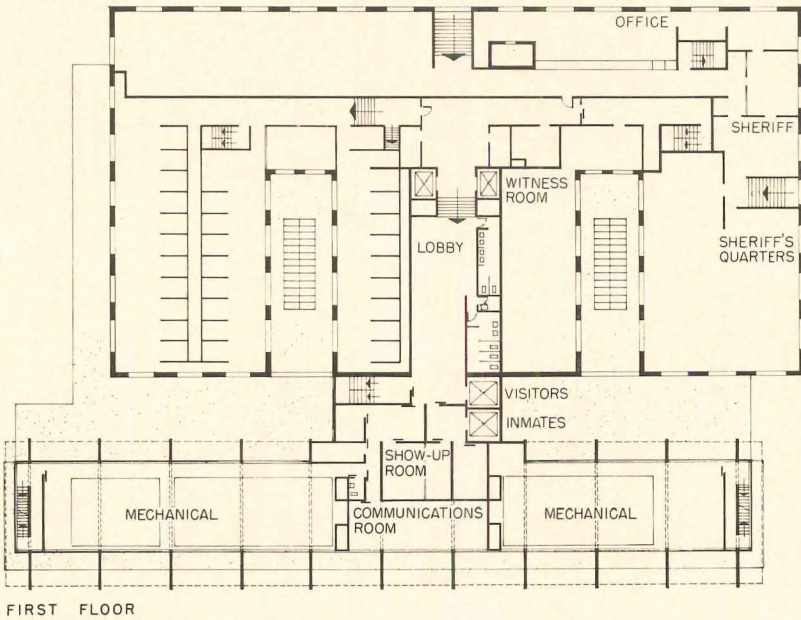 OFFICE
SHERIFF
WITNESS
ROOM
LOBBY
SHERIFF'S
QUARTERS
VISITORS
INMATES
SHOW-UP
ROOM
MECHANICAL
COMMUNICATIONS
ROOM
MECHANICAL
FIRST FLOOR